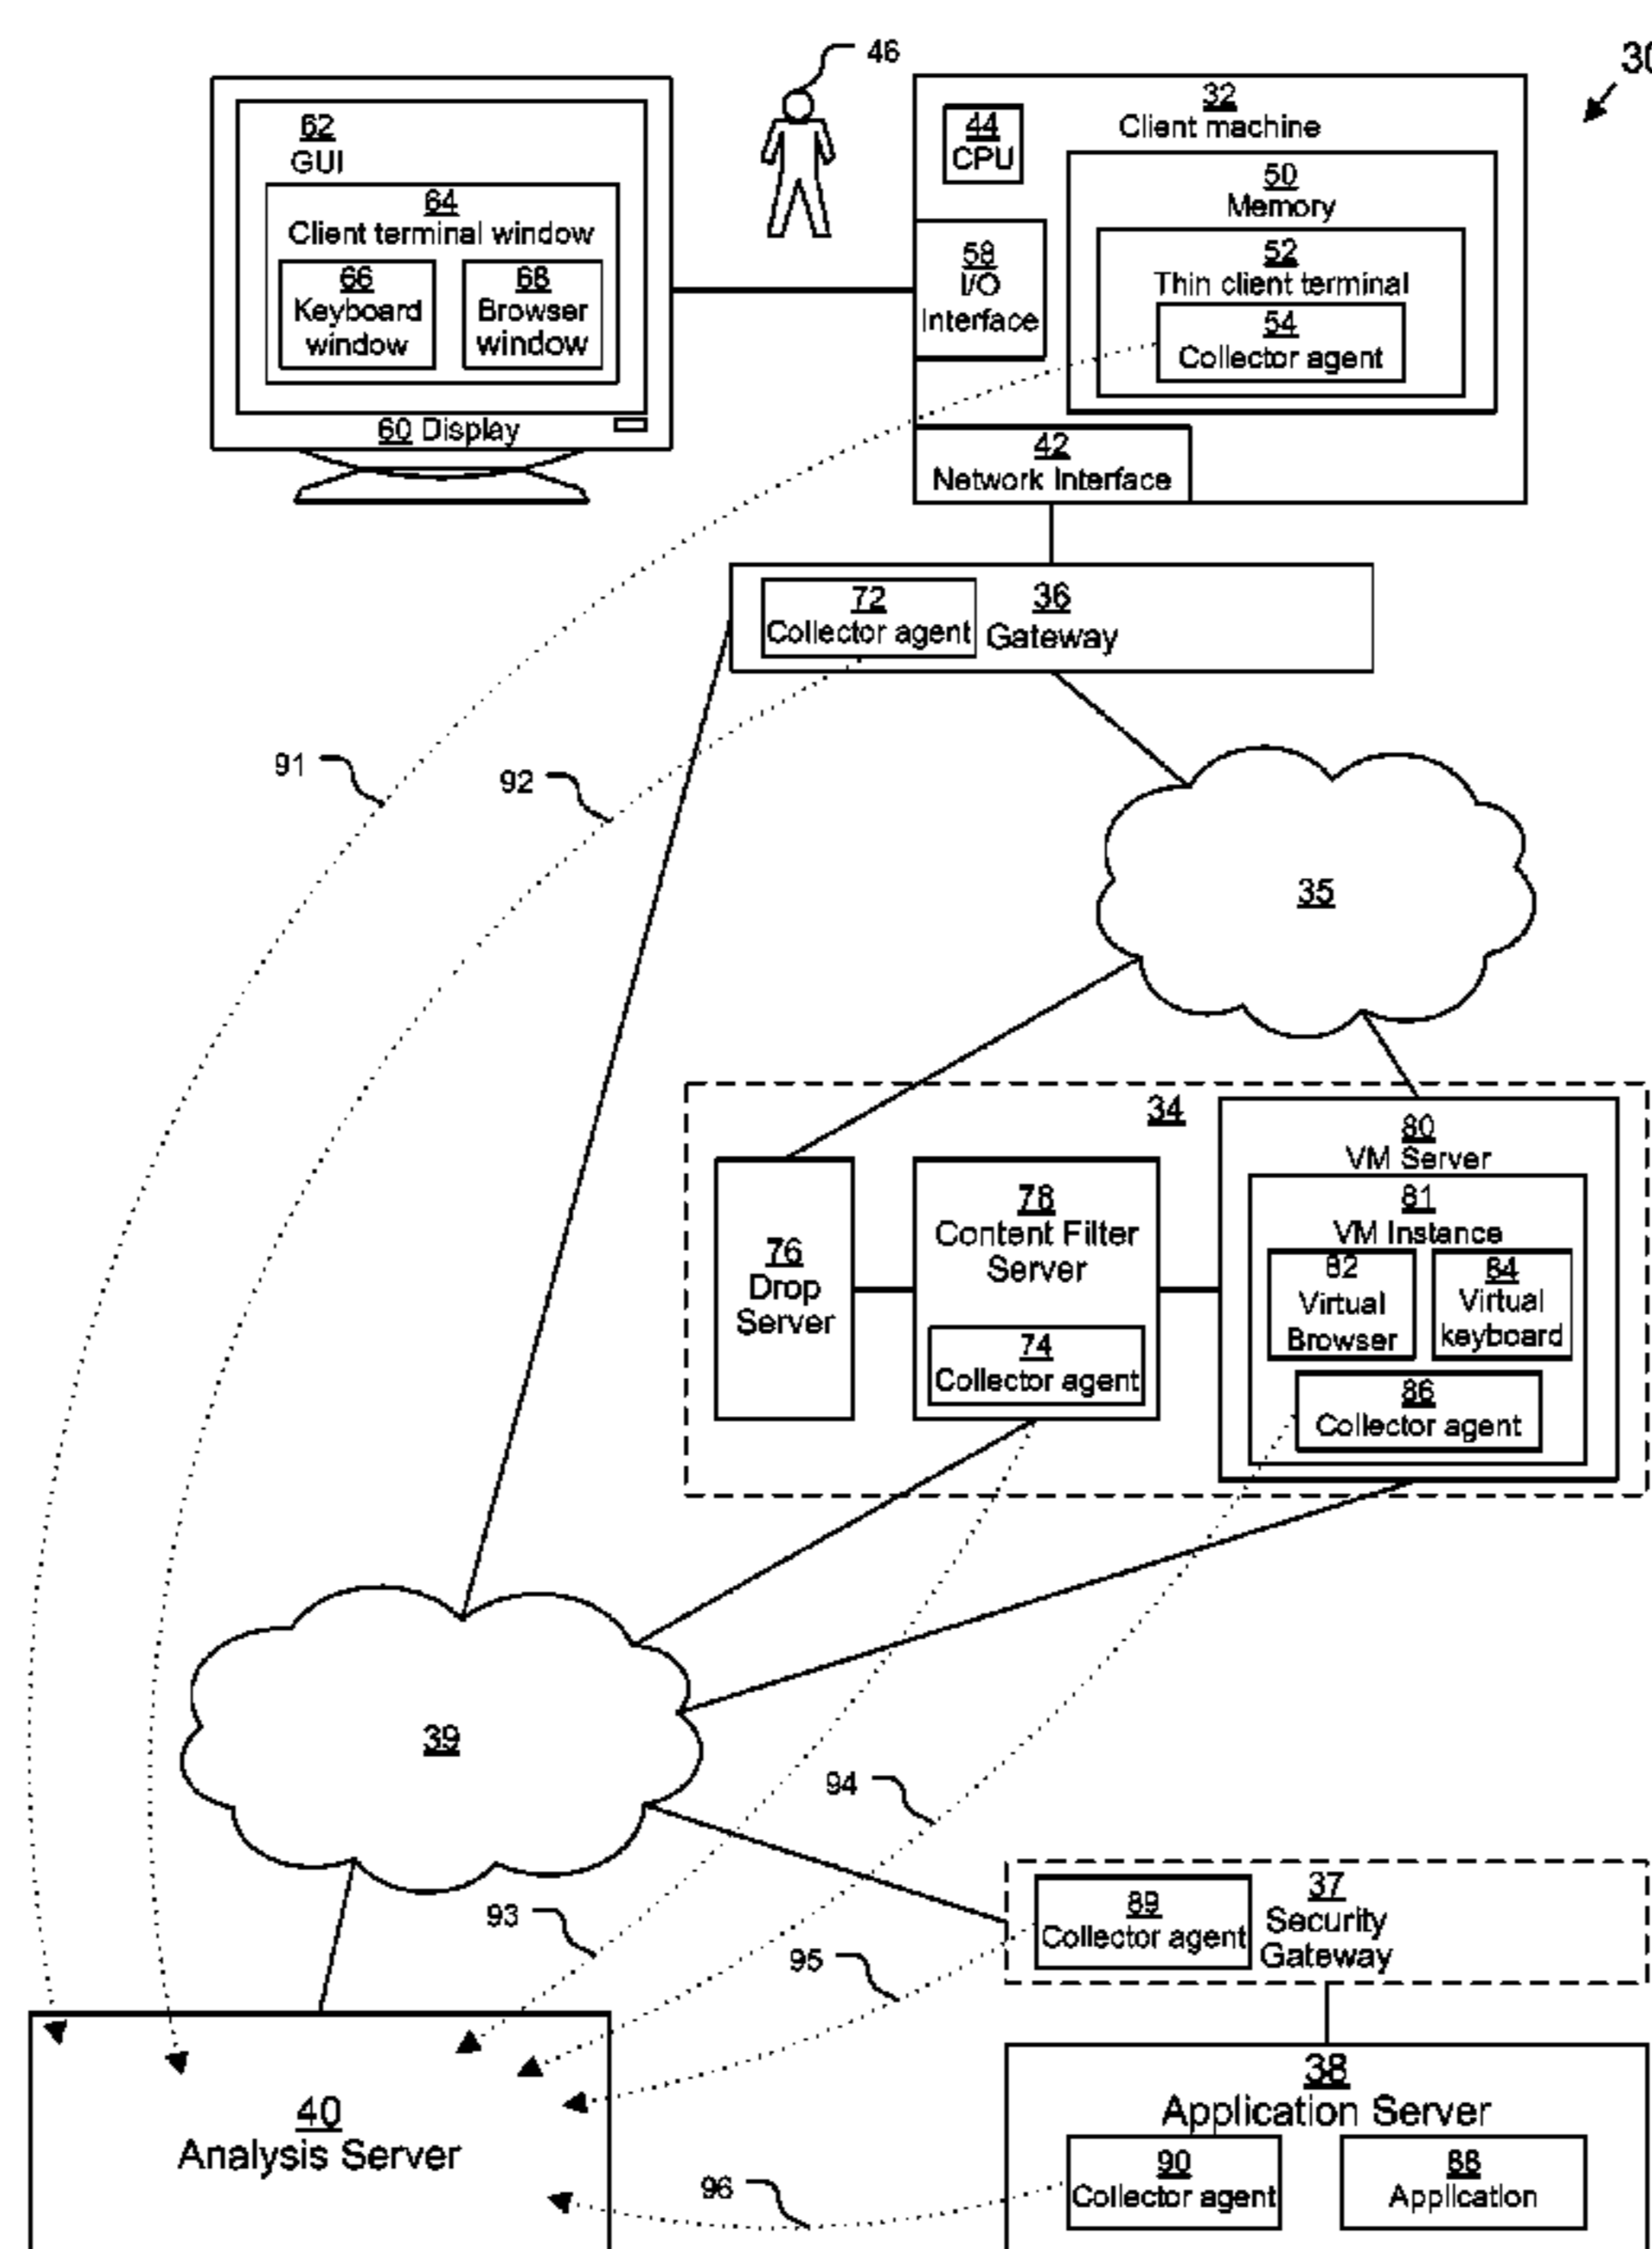 46
30
62
GUI
64
Client terminal window
66
Keyboard
window
68
Browser
window
60 Display
32
Client machine
44
CPU
50
Memory
58
I/O
Interface
52
Thin client terminal
54
Collector agent
42
Network Interface
72
Collector agent
36
Gateway
91
92
35
34
76
Drop
Server
78
Content Filter
Server
74
Collector agent
80
VM Server
81
VM Instance
82
Virtual
Browser
84
Virtual
keyboard
86
Collector agent
39
94
93
95
89
Collector agent
37
Security
Gateway
40
Analysis Server
38
Application Server
96
90
Collector agent
88
Application